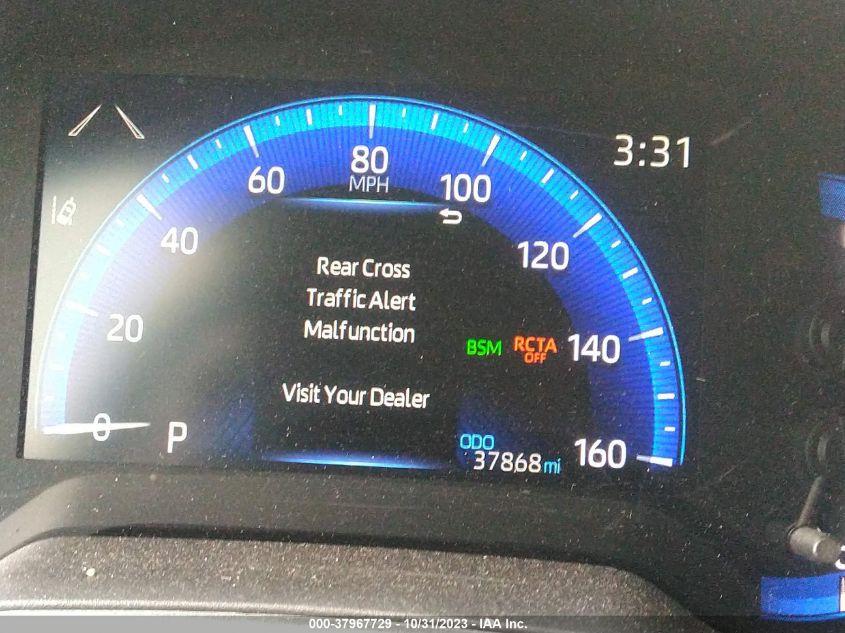 3:31
80
MPH
60
100
40
120
Rear Cross
Traffic Alert
Malfunction
20
BSM
RCTA
OFF
140
Visit Your Dealer
0
P
ODO
37868 mi
160
000-37967729 - 10/31/2023 - IAA Inc.